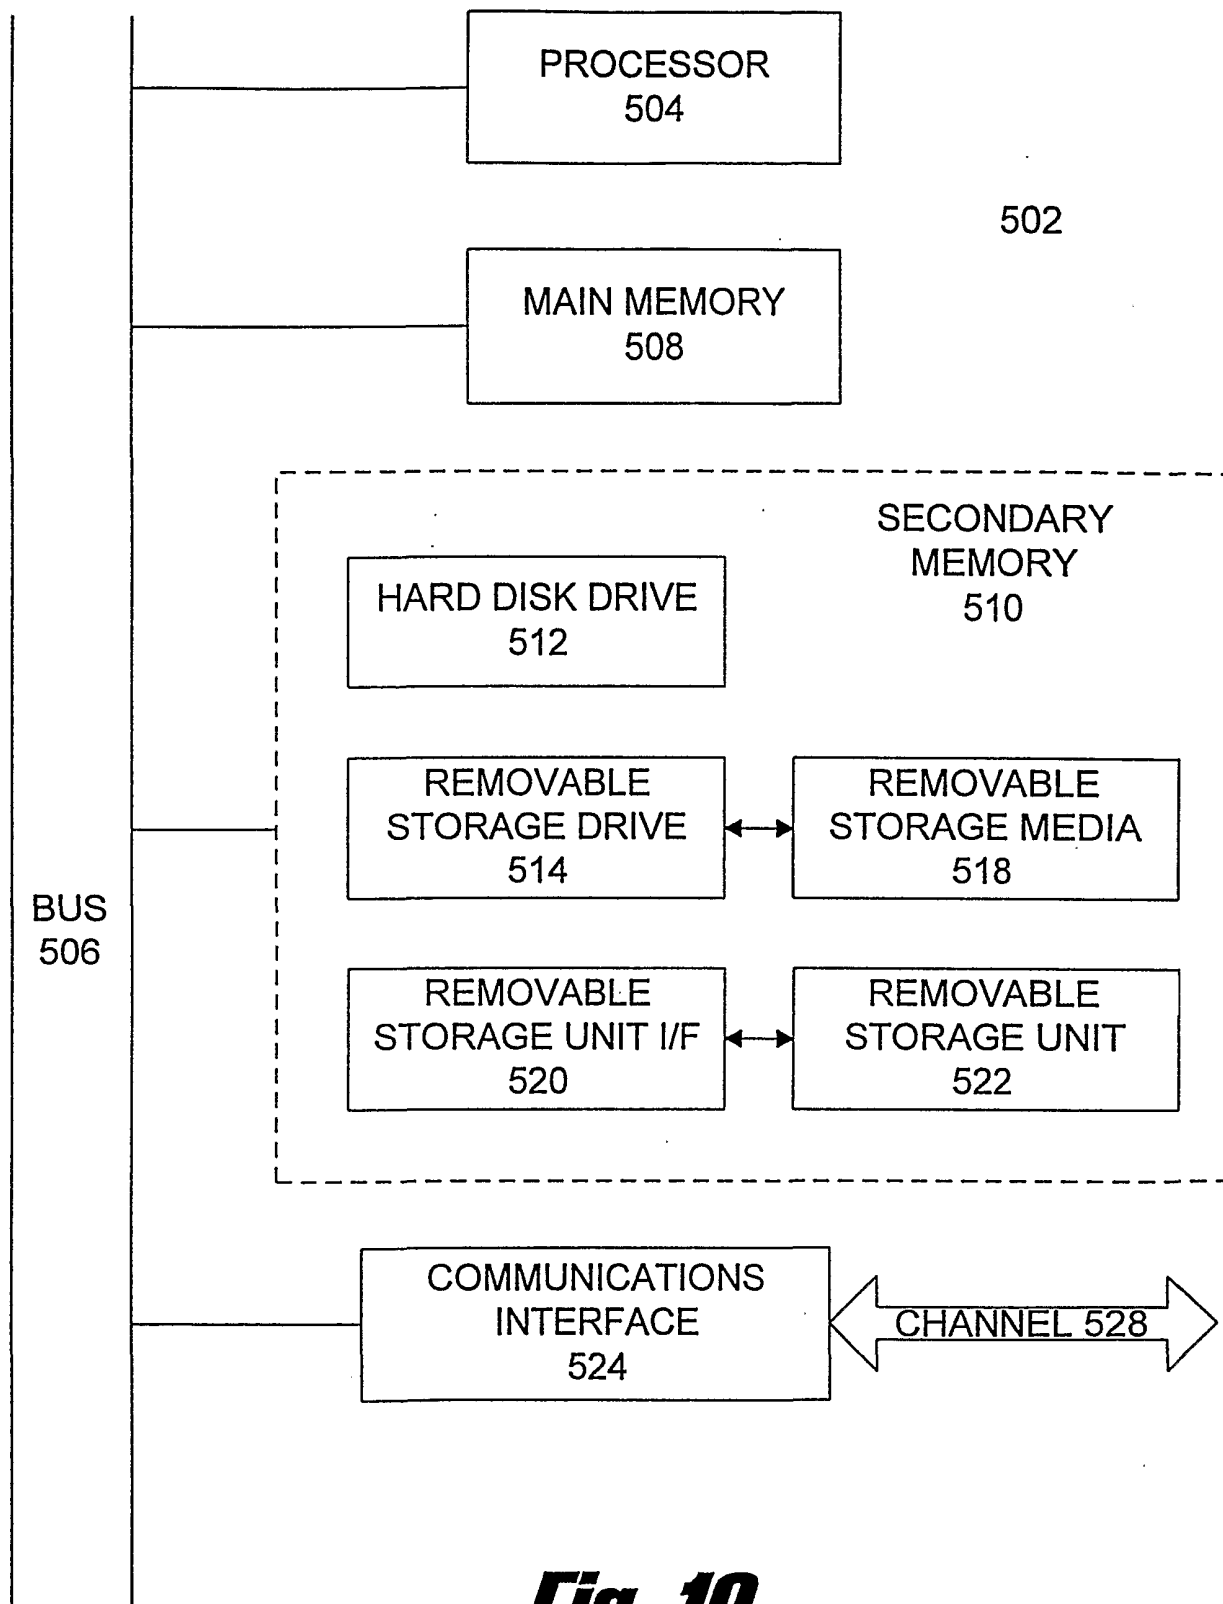 PROCESSOR
504
502
MAIN MEMORY
508
SECONDARY
MEMORY
510
HARD DISK DRIVE
512
REMOVABLE
STORAGE DRIVE
514
REMOVABLE
STORAGE MEDIA
518
BUS
506
REMOVABLE
STORAGE UNIT I/F
520
REMOVABLE
STORAGE UNIT
522
COMMUNICATIONS
INTERFACE
524
CHANNEL 528
Fig. 10